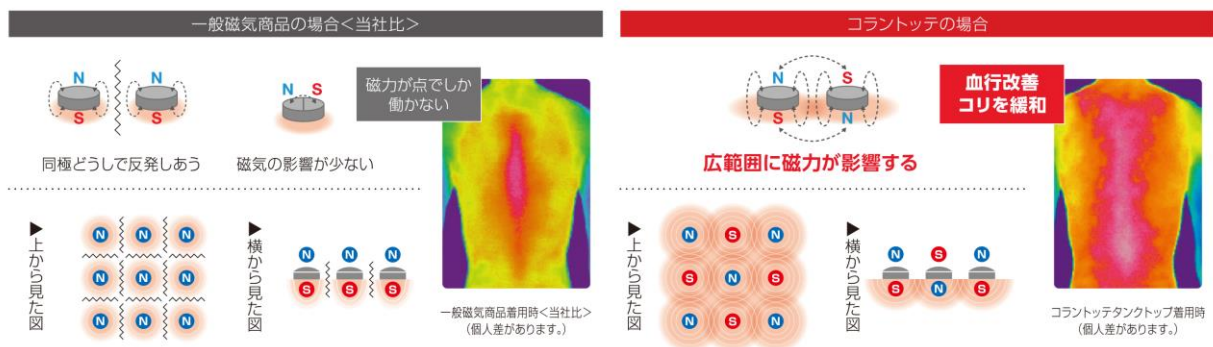 一般磁気商品の場合<当社比>
N
N
S
S
同極どうしで反発しあう
N S
磁気の影響が少ない
磁力が点でしか
働かない
▶上から見た図
N N N
N N N
N N N
▶横から見た図
N N N
S S S
一般磁気商品着用時<当社比>
(個人差があります。)
コラントッテの場合
N
S
S
N
広範囲に磁力が影響する
血行改善
コリを緩和
▶上から見た図
N S N
S N S
N S N
▶横から見た図
N S N
S N S
コラントッテタンクトップ着用時
(個人差があります。)